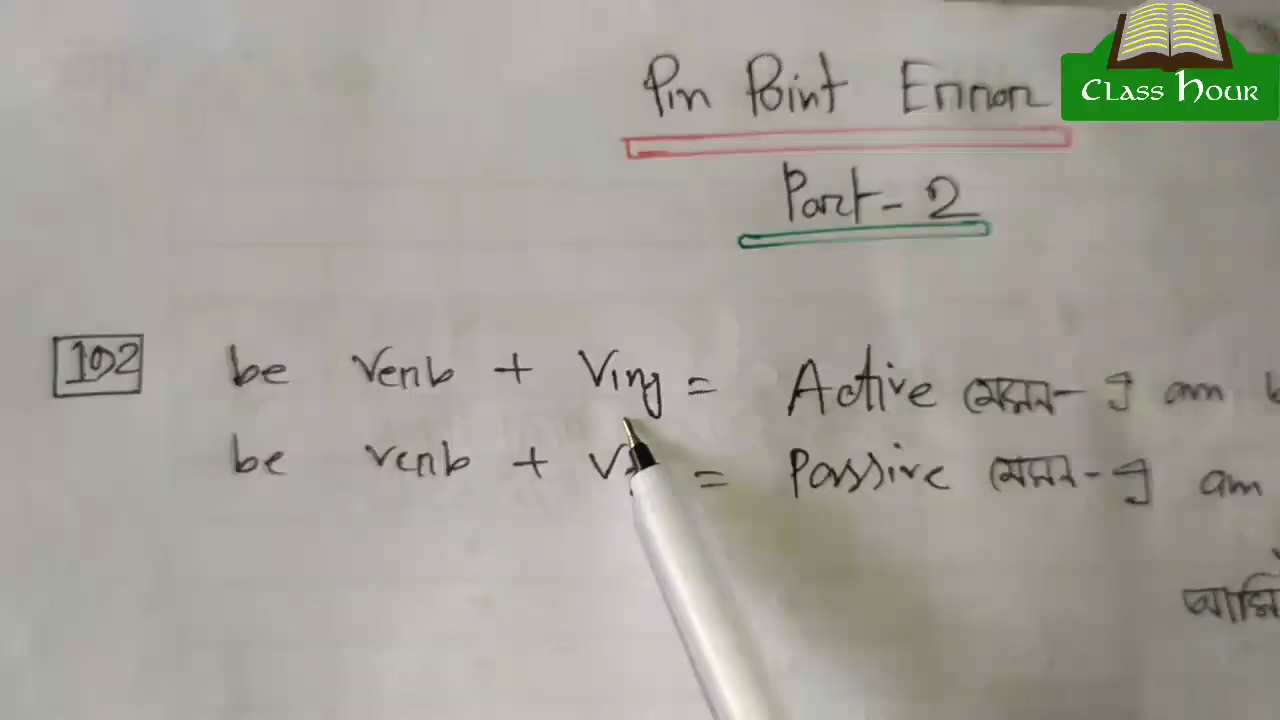 CLASS HOUR
Pin Point Error
Part - 2
102 be verb + Ving = Active যেমন- I am
be verb + = Passive যেমন- I am
আমি